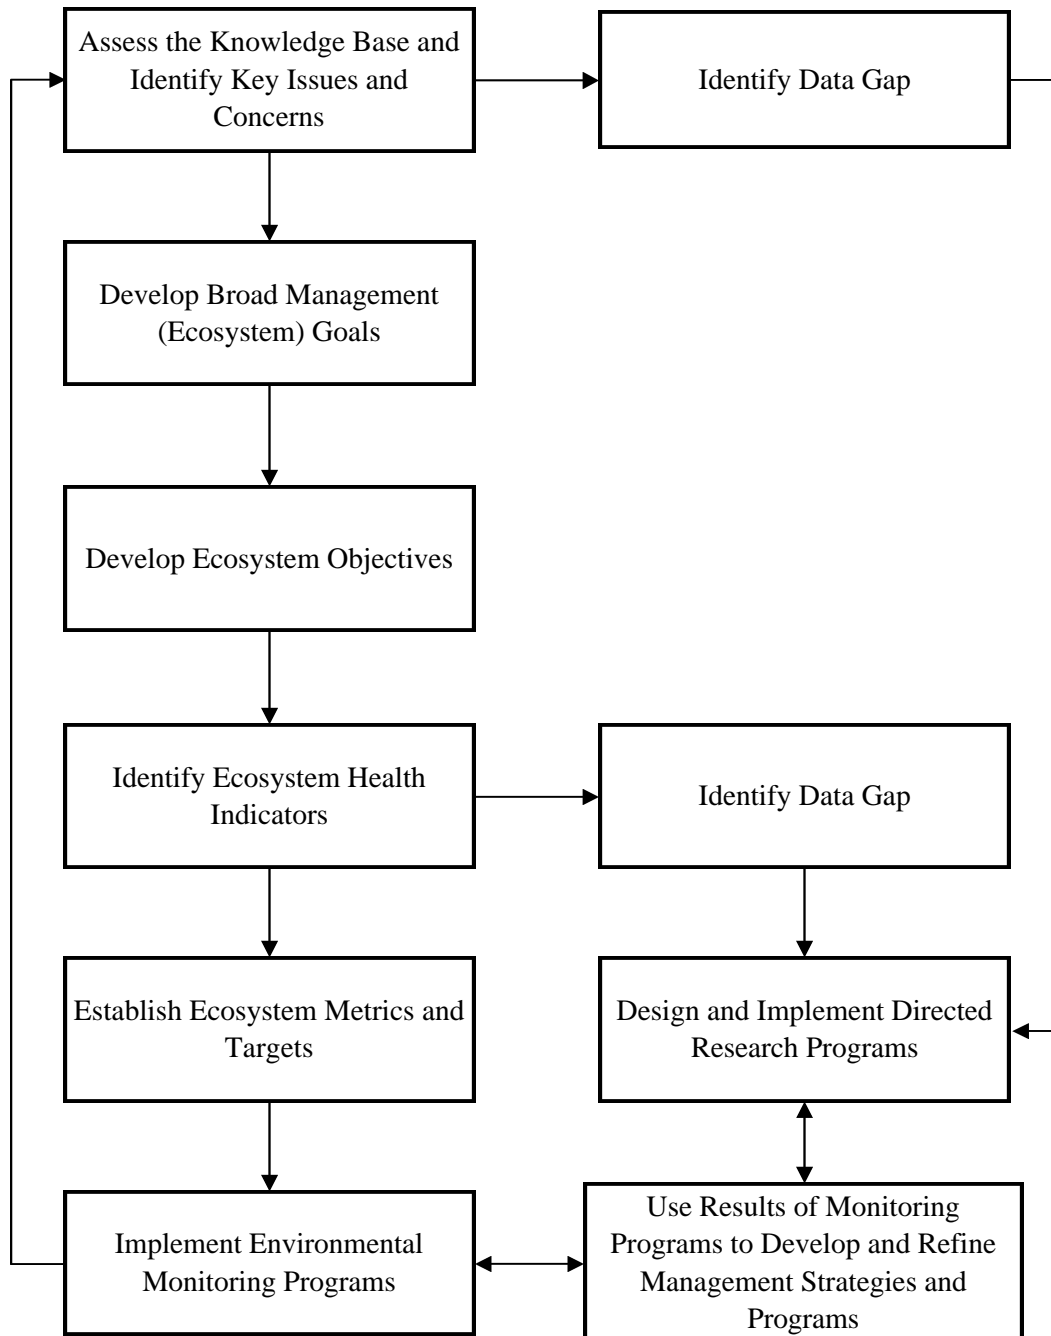 Assess the Knowledge Base and
Identify Key Issues and
Concerns
Identify Data Gap
Develop Broad Management
(Ecosystem) Goals
Develop Ecosystem Objectives
Identify Ecosystem Health
Indicators
Identify Data Gap
Establish Ecosystem Metrics and
Targets
Design and Implement Directed
Research Programs
Implement Environmental
Monitoring Programs
Use Results of Monitoring
Programs to Develop and Refine
Management Strategies and
Programs